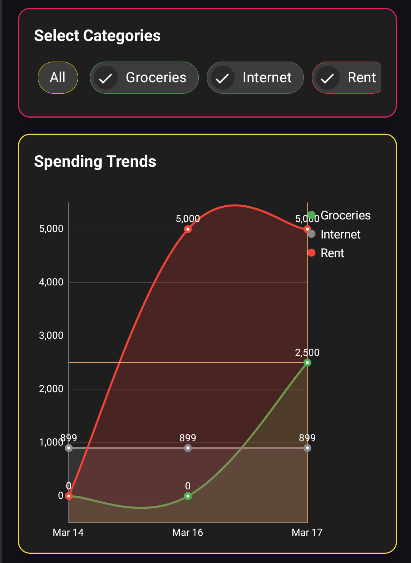 Select Categories
All Groceries Internet Rent
Spending Trends
5,000 5,000 5,000
Groceries
Internet
4,000
Rent
3,000
2,500
2,000
1,000 899 899 899
0 0 0
Mar 14 Mar 16 Mar 17